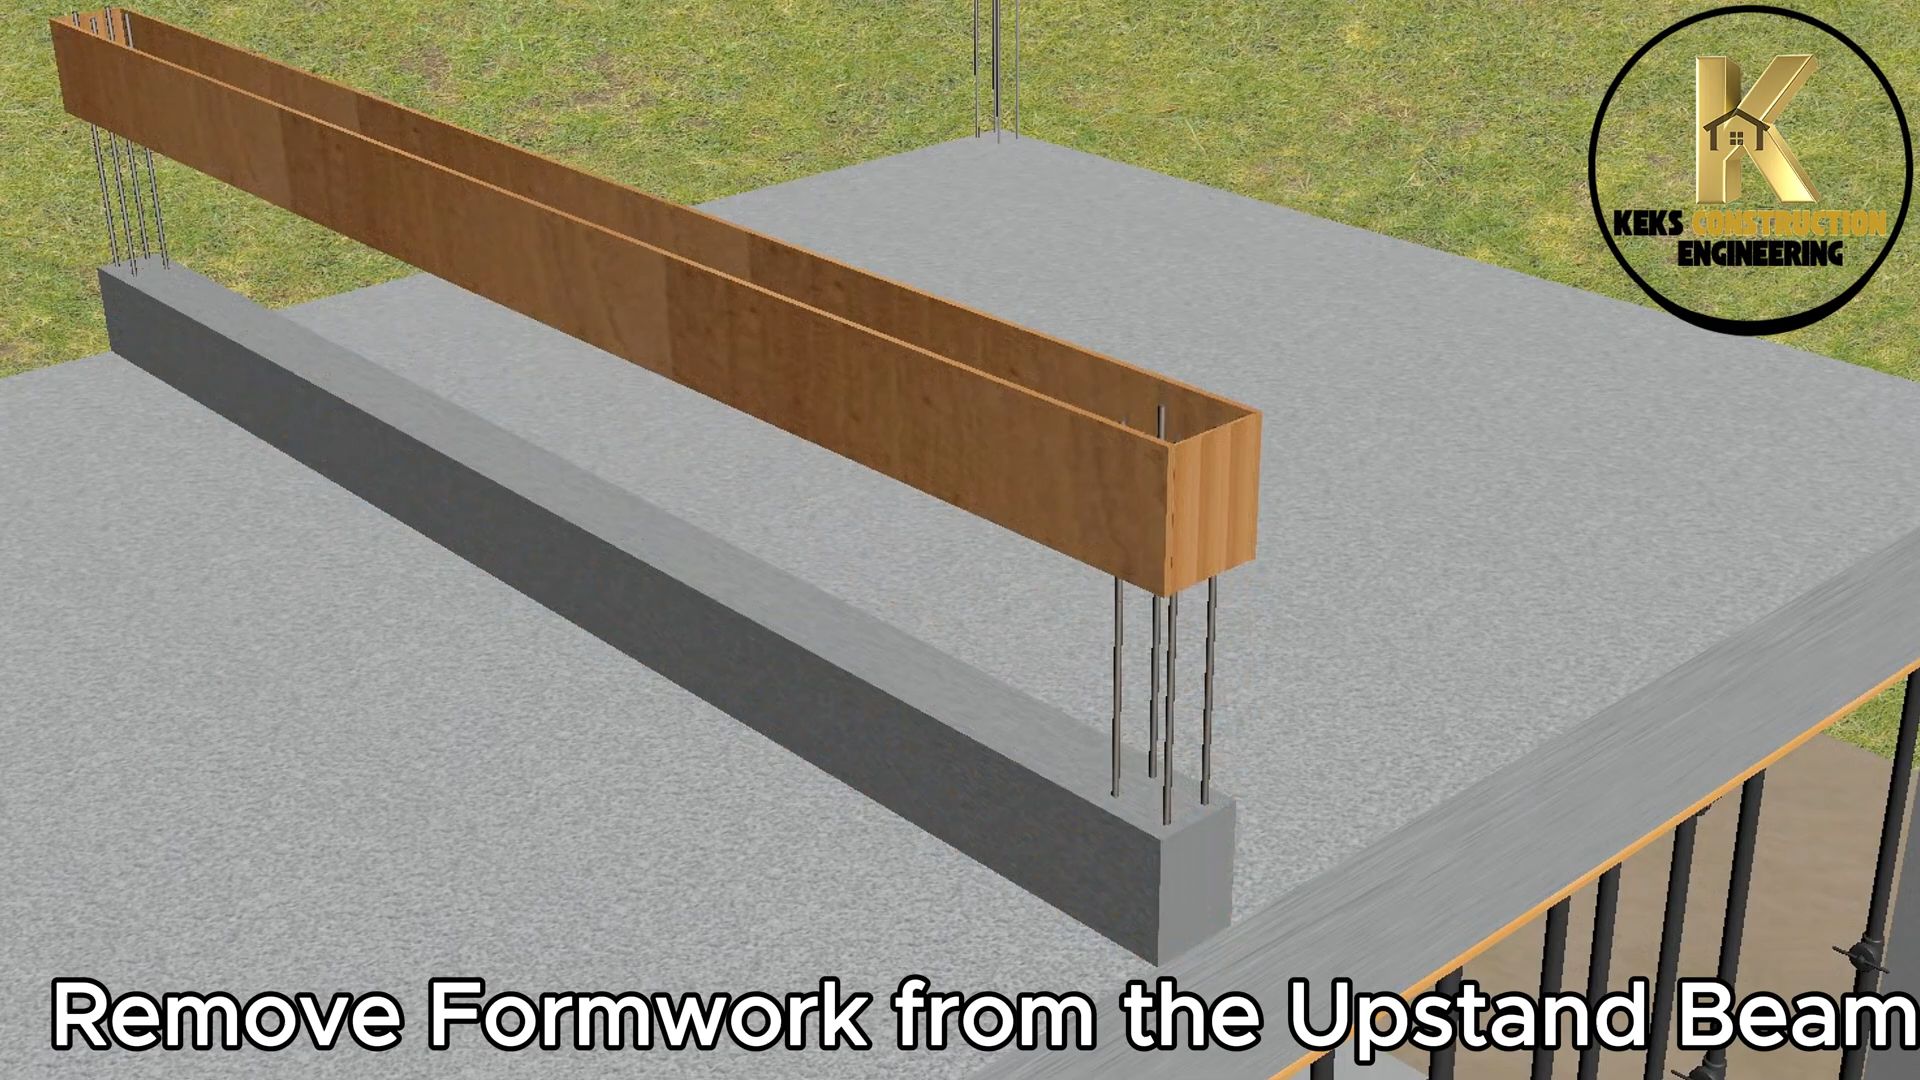 KEKS CONSTRUCTION
ENGINEERING
Remove Formwork from the Upstand Beam